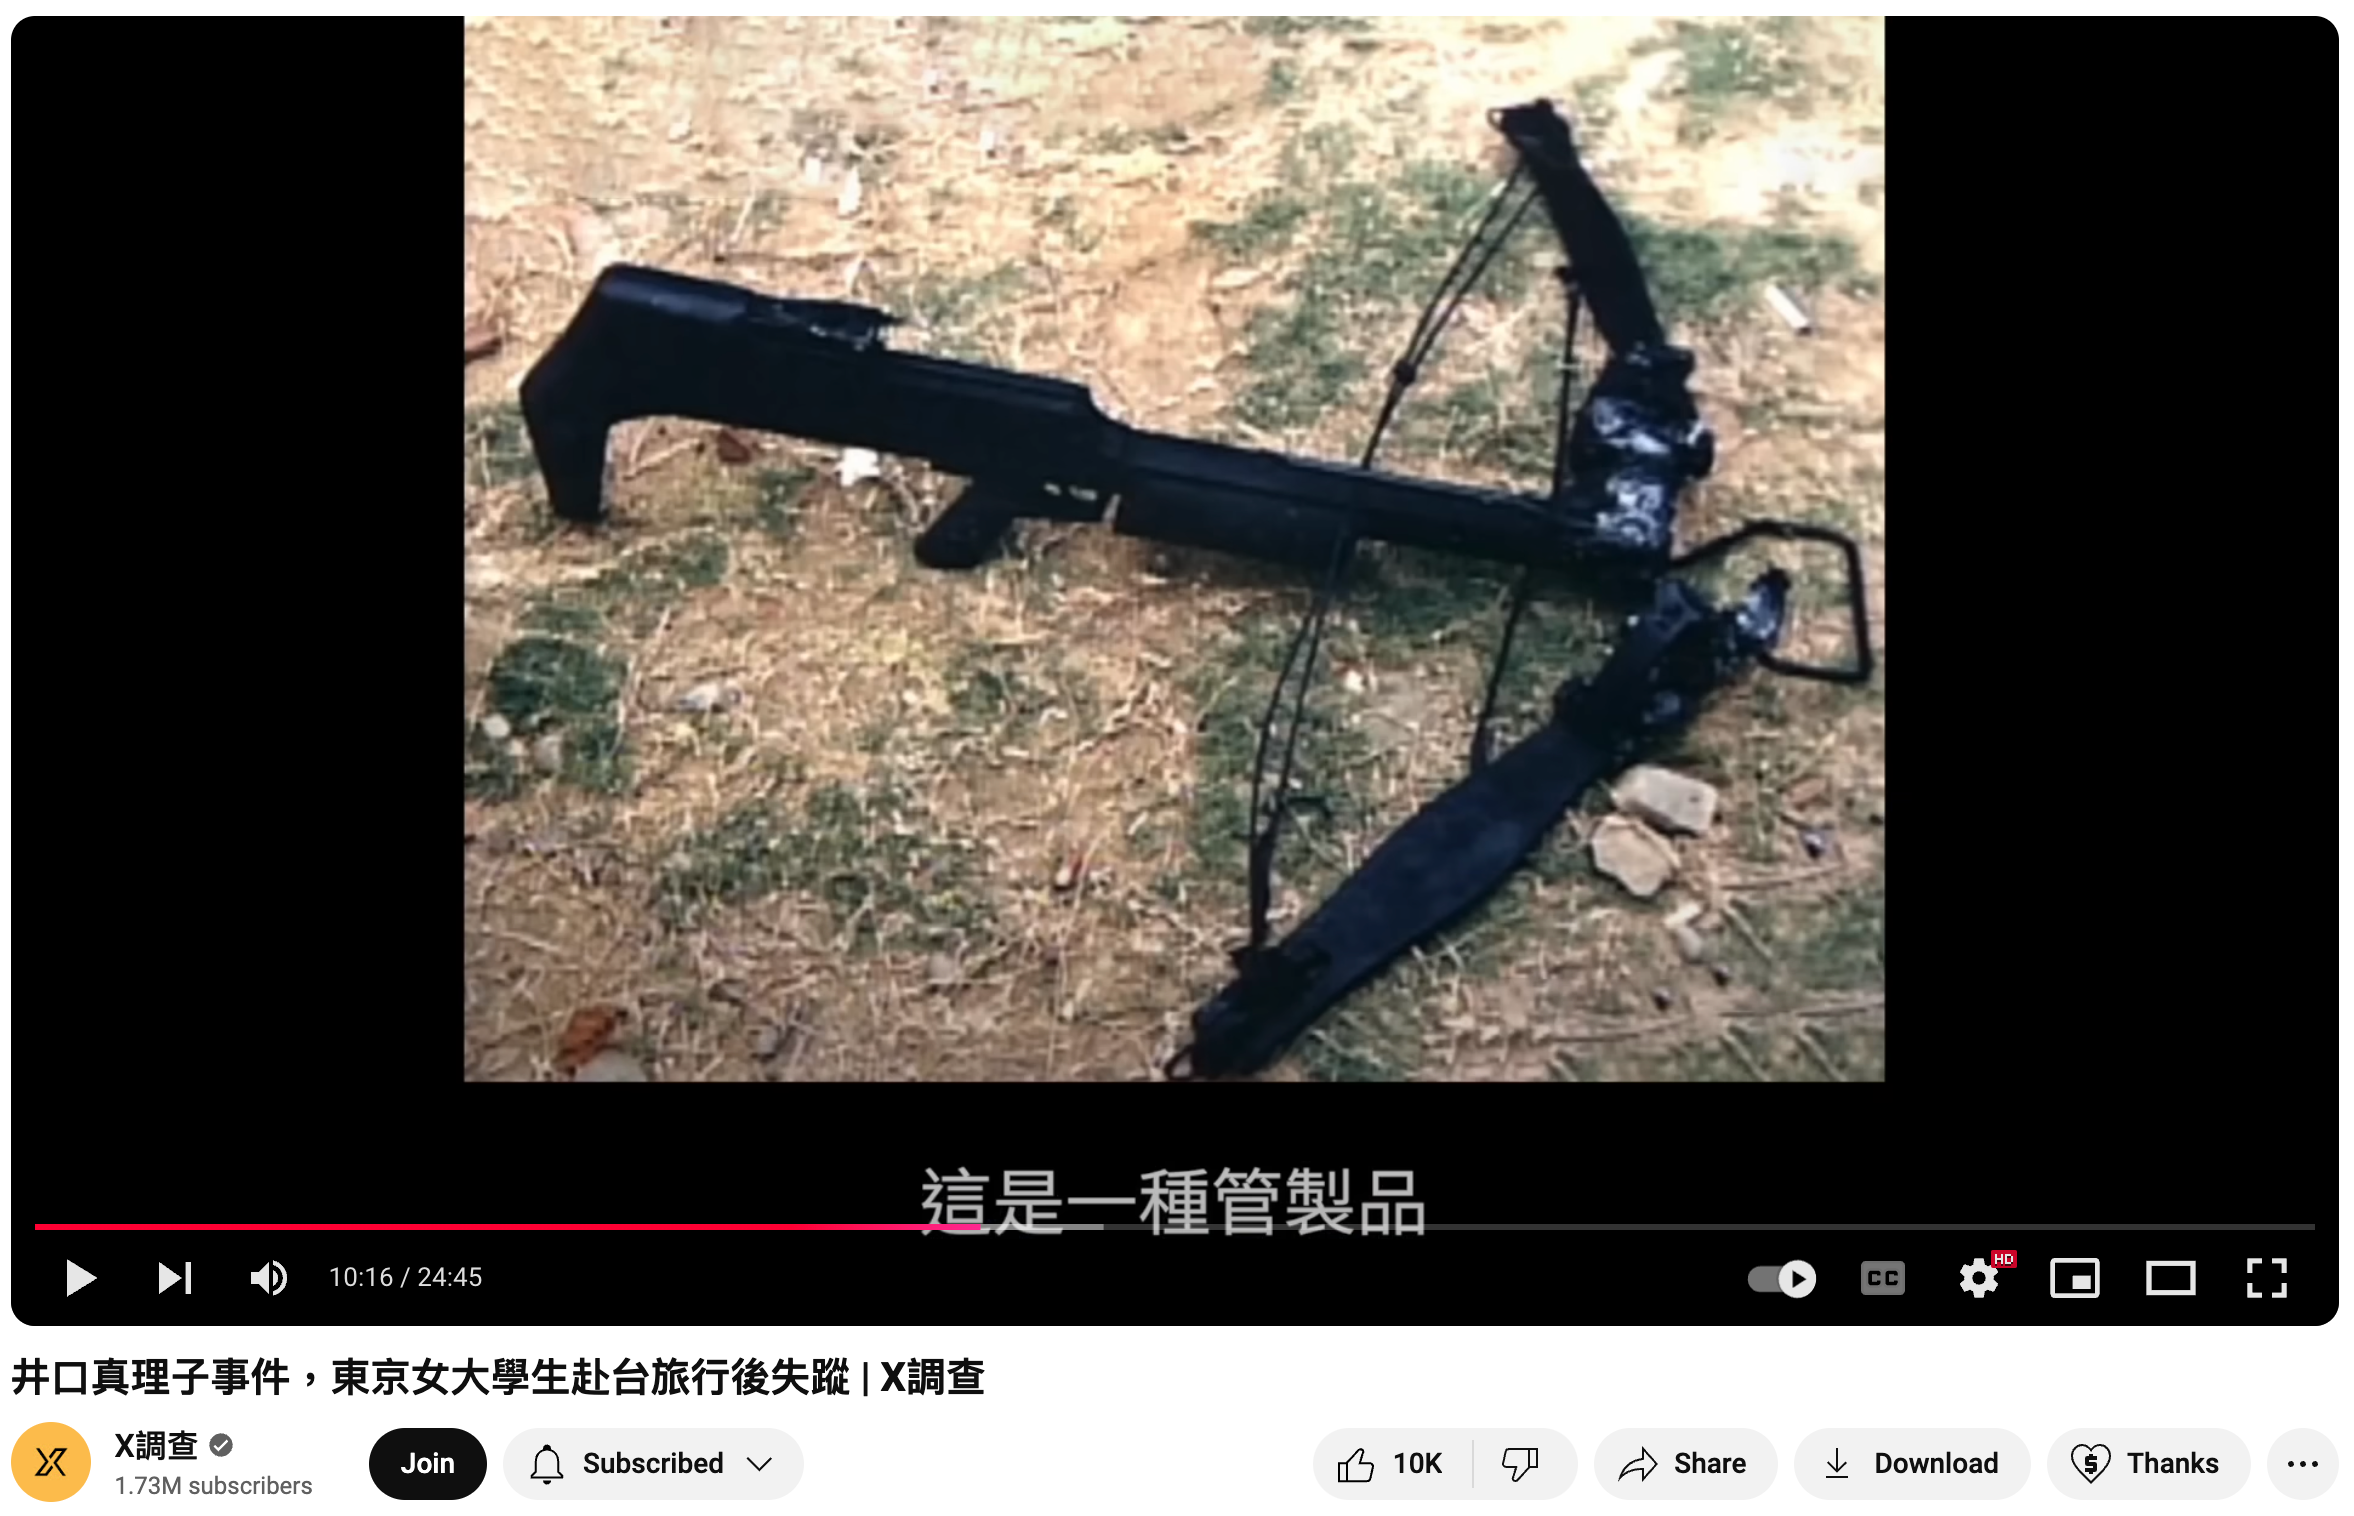 這是一種管製品
10:16 / 24:45
CC
HD
井口真理子事件，東京女大學生赴台旅行後失蹤 | X調查
X
X調查
1.73M subscribers
Join
Subscribed
10K
Share
Download
$
Thanks